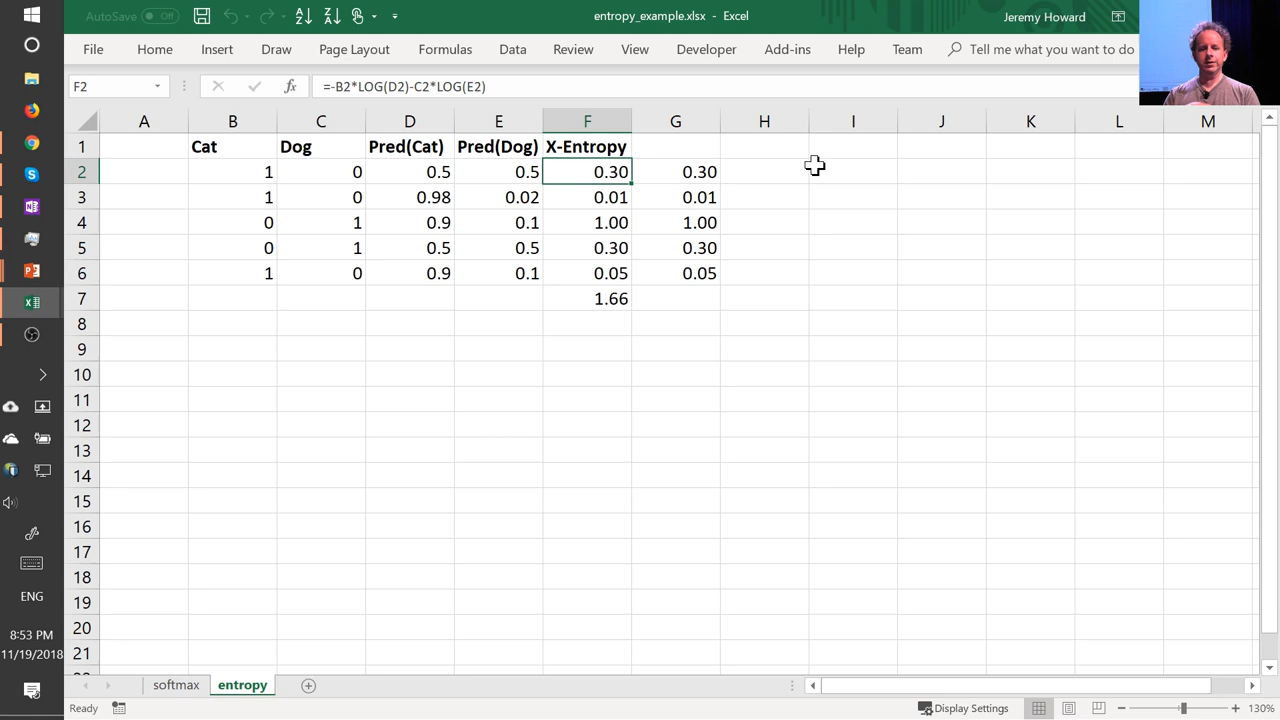 AutoSave Off entropy_example.xlsx - Excel Jeremy Howard
File Home Insert Draw Page Layout Formulas Data Review View Developer Add-ins Help Team Tell me what you want to do
F2 fx =-B2*LOG(D2)-C2*LOG(E2)
A B C D E F G H I J K L M
1 Cat Dog Pred(Cat) Pred(Dog) X-Entropy
2 1 0 0.5 0.5 0.30 0.30
3 1 0 0.98 0.02 0.01 0.01
4 0 1 0.9 0.1 1.00 1.00
5 0 1 0.5 0.5 0.30 0.30
6 1 0 0.9 0.1 0.05 0.05
7 1.66
8
9
10
11
12
13
14
15
16
17
18
19
20
21
ENG
8:53 PM
11/19/2018
softmax entropy
Ready Display Settings 130%